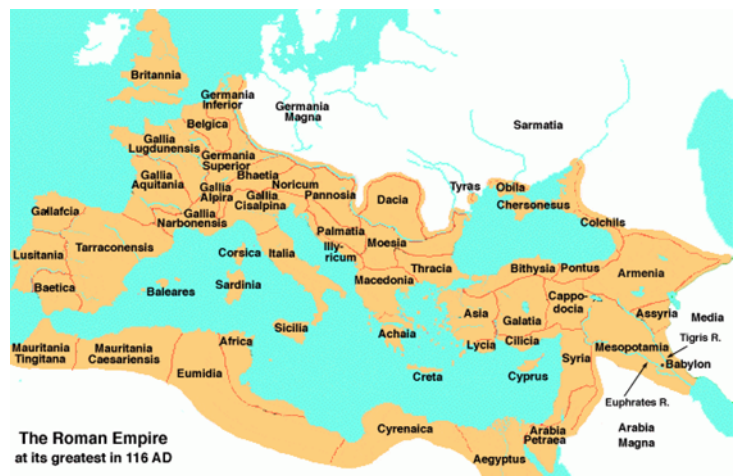 Britannia
Germania
Inferior
Germania
Magna
Belgica
Sarmatia
Gallia
Lugdunensis
Germania
Superior
Bhaetia
Noricum
Gallia
Aquitania
Gallia
Alpira
Gallia
Cisalpina
Pannosia
Dacia
Tyras
Obila
Chersonesus
Gallafcia
Gallia
Narbonensis
Colchils
Palmatia
Illy-
ricum
Moesia
Lusitania
Tarraconensis
Corsica
Italia
Thracia
Bithysia
Pontus
Armenia
Macedonia
Baetica
Baleares
Sardinia
Cappo-
docia
Assyria
Media
Asia
Galatia
Sicilia
Achaia
Lycia
Cilicia
Mesopotamia
Tigris R.
Mauritania
Tingitana
Mauritania
Caesariensis
Africa
Syria
Babylon
Eumidia
Creta
Cyprus
Euphrates R.
Cyrenaica
Arabia
Petraea
Arabia
Magna
Aegyptus
The Roman Empire
at its greatest in 116 AD